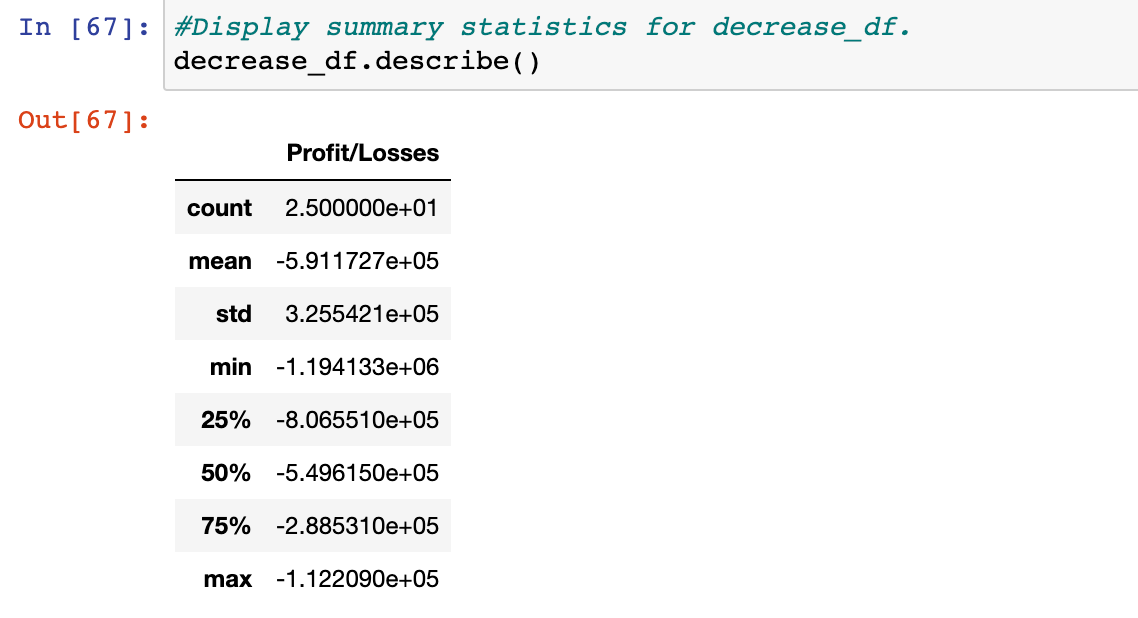 In [67]: #Display summary statistics for decrease_df.
decrease_df.describe()
Out[67]:
Profit/Losses
count 2.500000e+01
mean -5.911727e+05
std 3.255421e+05
min -1.194133e+06
25% -8.065510e+05
50% -5.496150e+05
75% -2.885310e+05
max -1.122090e+05